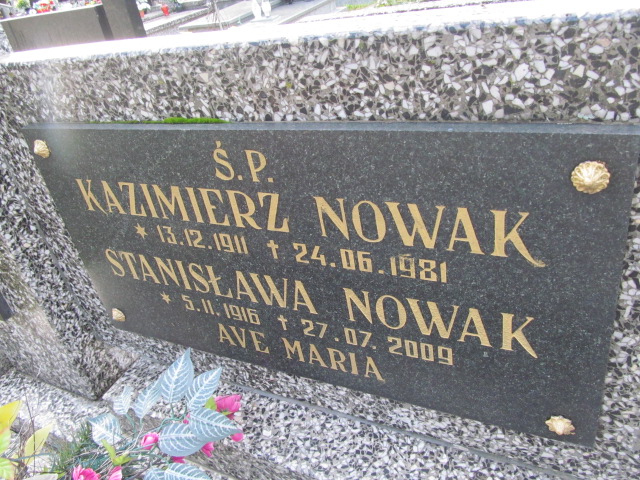 Ś.P.
KAZIMIERZ NOWAK
* 13.12.1911 † 24.06.1981
STANISŁAWA NOWAK
* 5.11.1916 † 27.07.2009
AVE MARIA